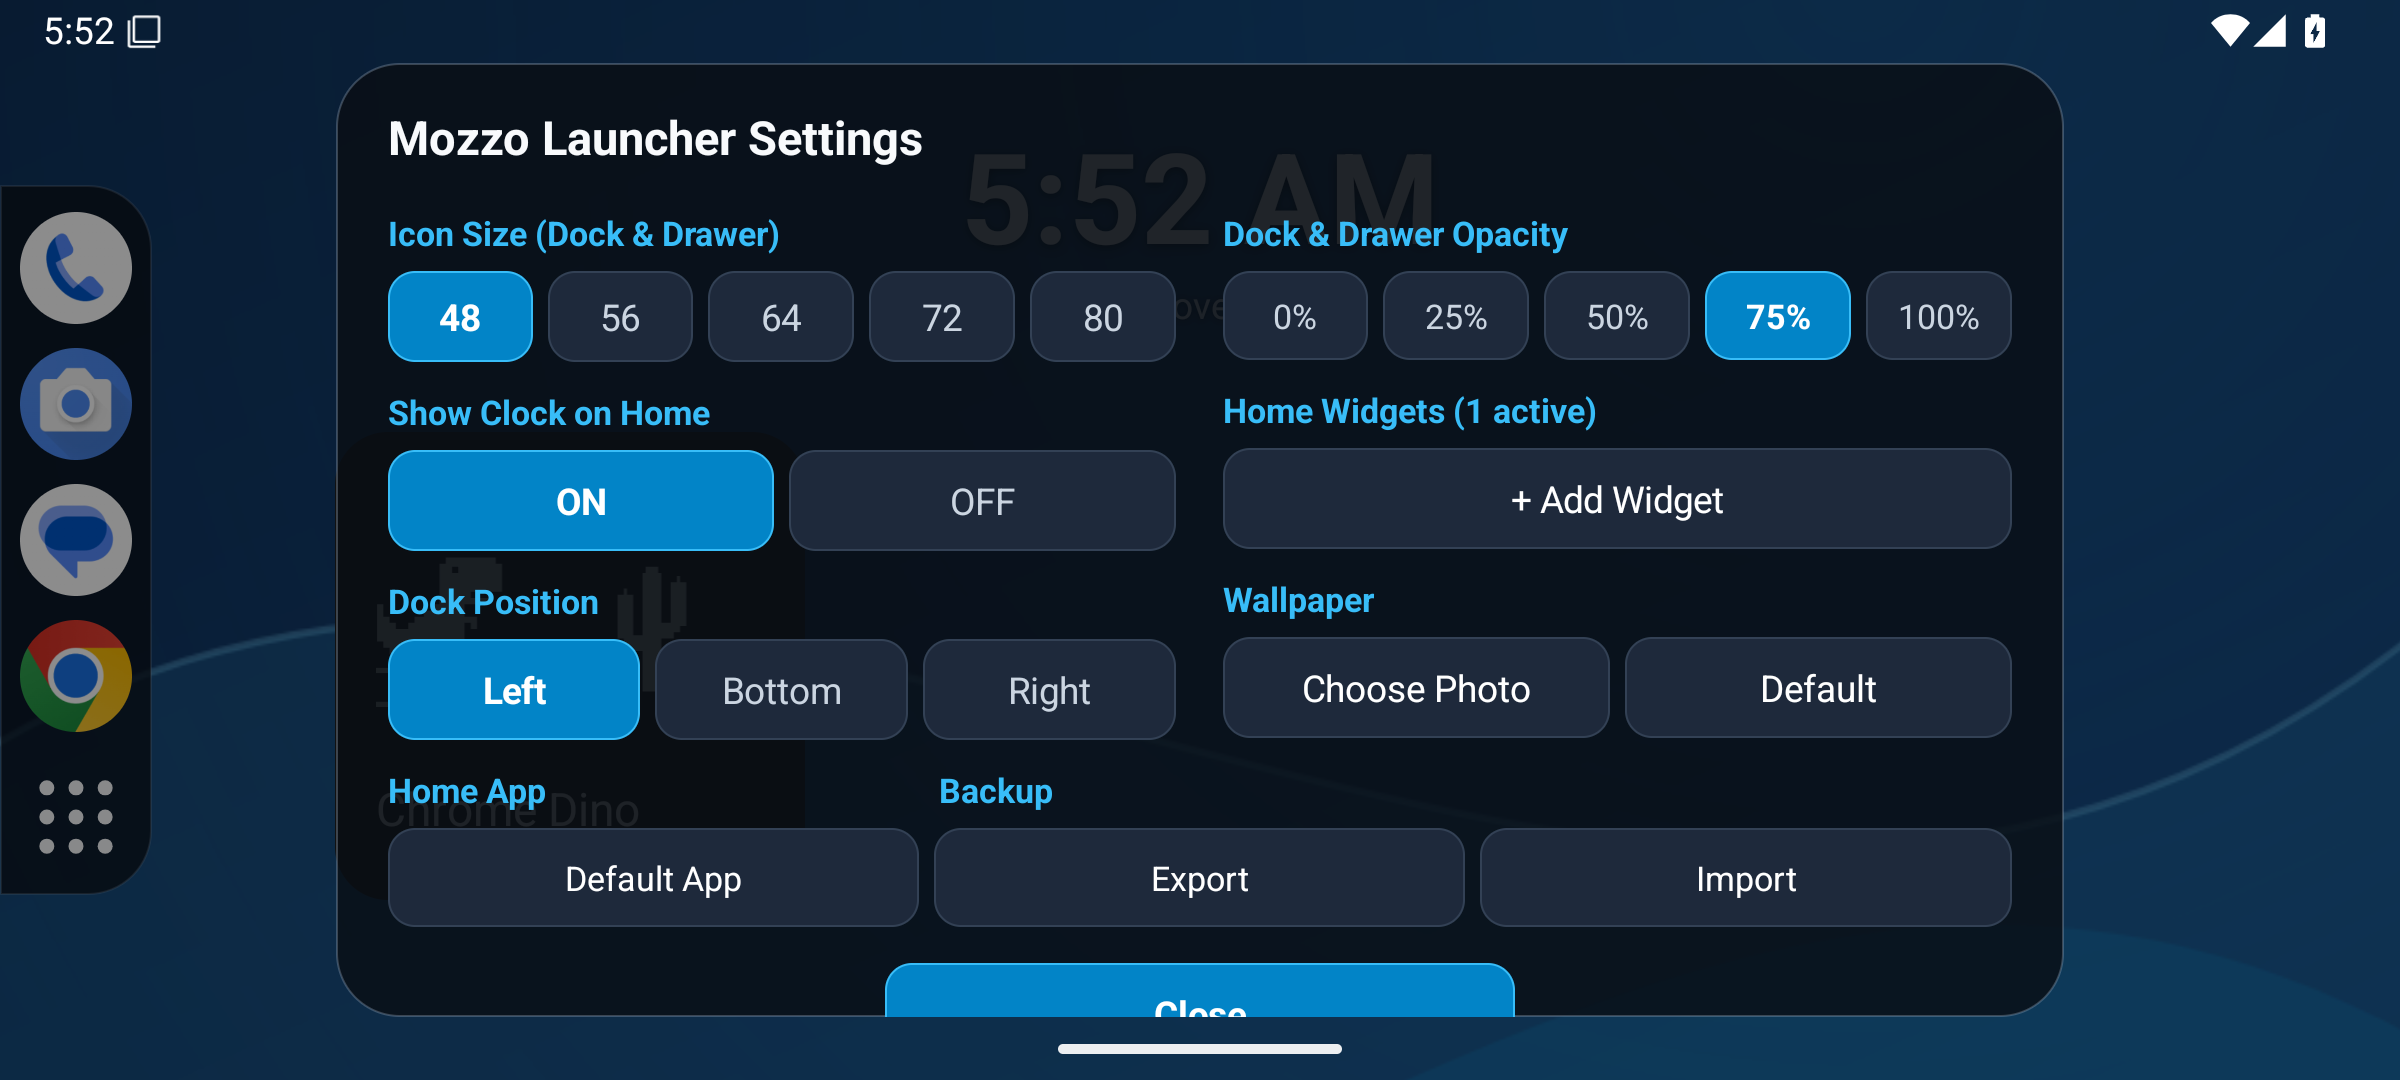 5:52
Mozzo Launcher Settings
5:52 AM
Icon Size (Dock & Drawer)
Dock & Drawer Opacity
48 56 64 72 80
0% 25% 50% 75% 100%
Show Clock on Home
Home Widgets (1 active)
ON OFF
+ Add Widget
Dock Position
Wallpaper
Left Bottom Right
Choose Photo Default
Home App
Backup
Chrome Dino
Default App Export Import
Close